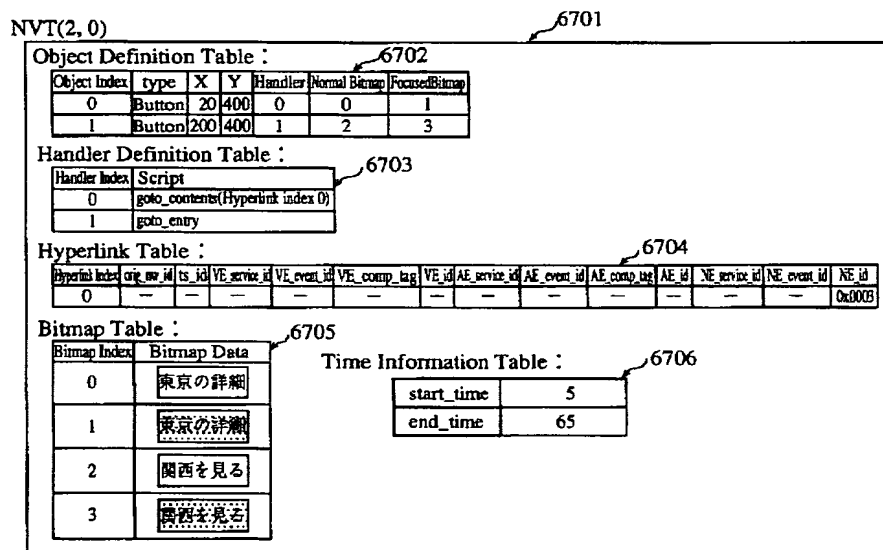 NVT(2, 0)
6701
Object Definition Table :
6702
Object Index type X Y Handler Normal Bitmap FocusedBitmap
0 Button 20 400 0 0 1
1 Button 200 400 1 2 3
Handler Definition Table :
6703
Handler Index Script
0 goto_contents(Hyperlink index 0)
1 goto_entry
Hyperlink Table :
6704
Hyperlink Index orig_nw_id ts_id VE_service_id VE_event_id VE_comp_tag VE_id AE_service_id AE_event_id AE_comp_tag AE_id NE_service_id NE_event_id NE_id
0 — — — — — — — — — — — — 0x0003
Bitmap Table :
6705
Bitmap Index Bitmap Data
0 東京の詳細
1 東京の詳細
2 関西を見る
3 関西を見る
Time Information Table :
6706
start_time 5
end_time 65